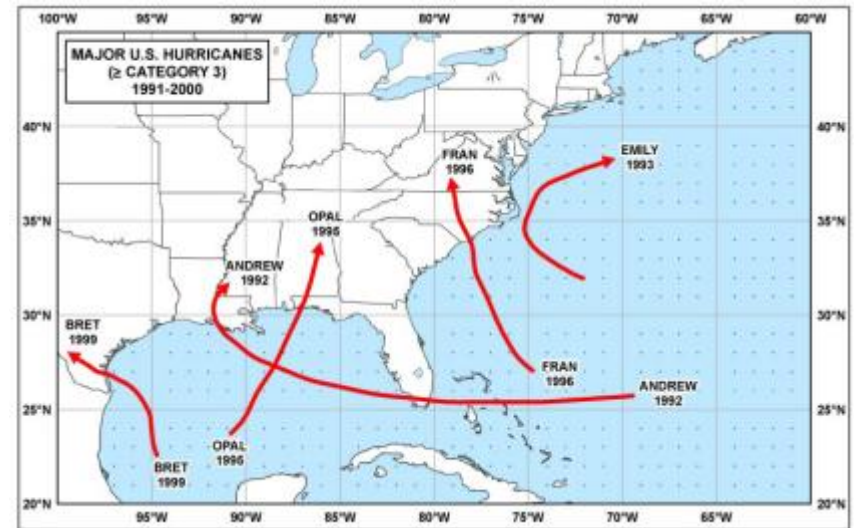 100°W 95°W 90°W 85°W 80°W 75°W 70°W 65°W 60°W
MAJOR U.S. HURRICANES
(≥ CATEGORY 3)
1991-2000
40°N 40°N
FRAN
1996
EMILY
1993
35°N 35°N
OPAL
1995
ANDREW
1992
30°N 30°N
BRET
1999
FRAN
1996
ANDREW
1992
25°N 25°N
OPAL
1995
BRET
1999
20°N 20°N
95°W 90°W 85°W 80°W 75°W 70°W 65°W